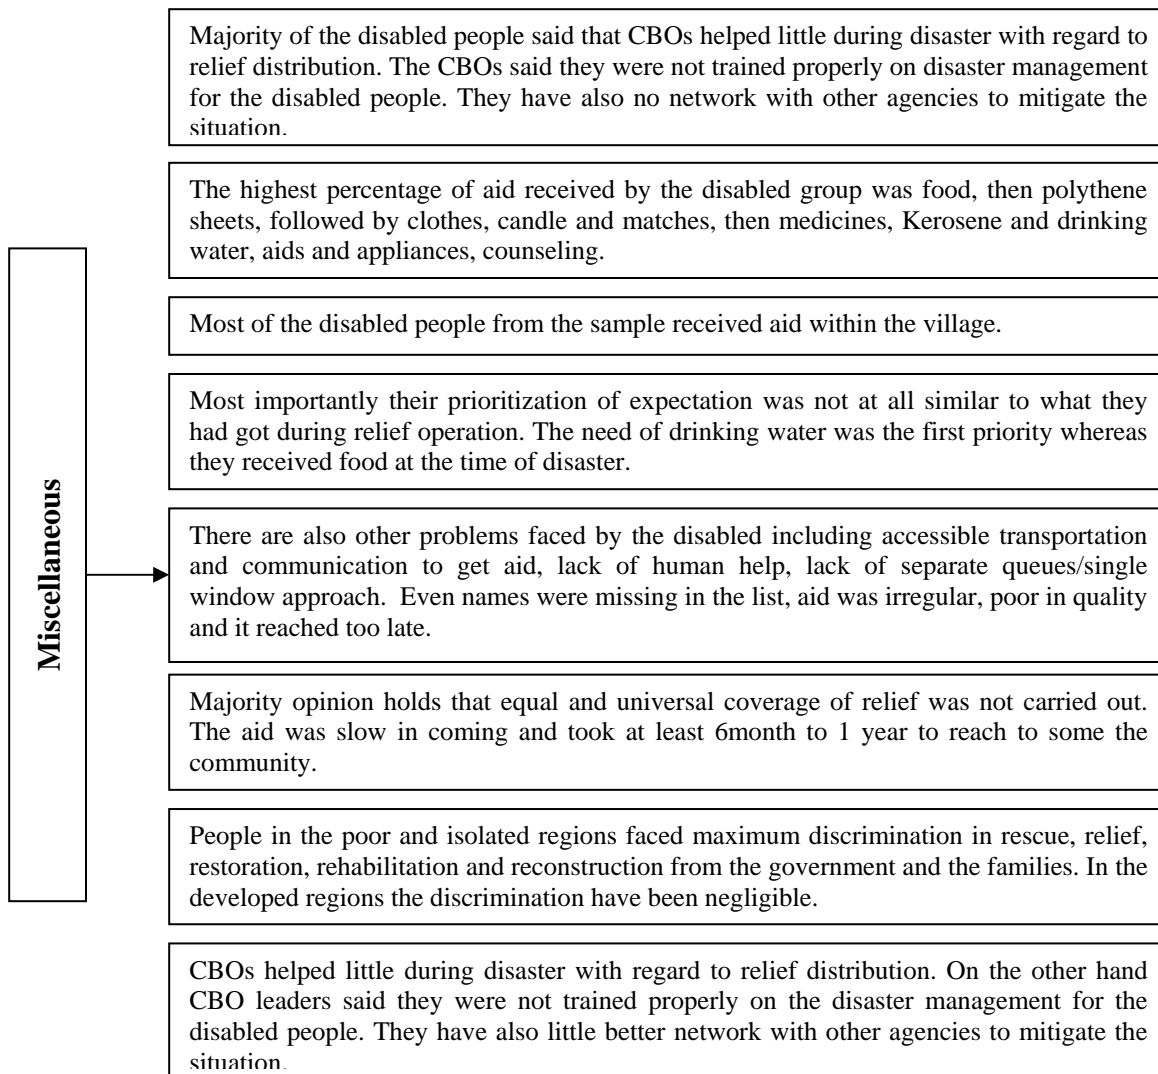 Majority of the disabled people said that CBOs helped little during disaster with regard to
relief distribution. The CBOs said they were not trained properly on disaster management
for the disabled people. They have also no network with other agencies to mitigate the
situation.
The highest percentage of aid received by the disabled group was food, then polythene
sheets, followed by clothes, candle and matches, then medicines, Kerosene and drinking
water, aids and appliances, counseling.
Most of the disabled people from the sample received aid within the village.
Most importantly their prioritization of expectation was not at all similar to what they
had got during relief operation. The need of drinking water was the first priority whereas
they received food at the time of disaster.
Miscellaneous
There are also other problems faced by the disabled including accessible transportation
and communication to get aid, lack of human help, lack of separate queues/single
window approach.  Even names were missing in the list, aid was irregular, poor in quality
and it reached too late.
Majority opinion holds that equal and universal coverage of relief was not carried out.
The aid was slow in coming and took at least 6month to 1 year to reach to some the
community.
People in the poor and isolated regions faced maximum discrimination in rescue, relief,
restoration, rehabilitation and reconstruction from the government and the families. In the
developed regions the discrimination have been negligible.
CBOs helped little during disaster with regard to relief distribution. On the other hand
CBO leaders said they were not trained properly on the disaster management for the
disabled people. They have also little better network with other agencies to mitigate the
situation.